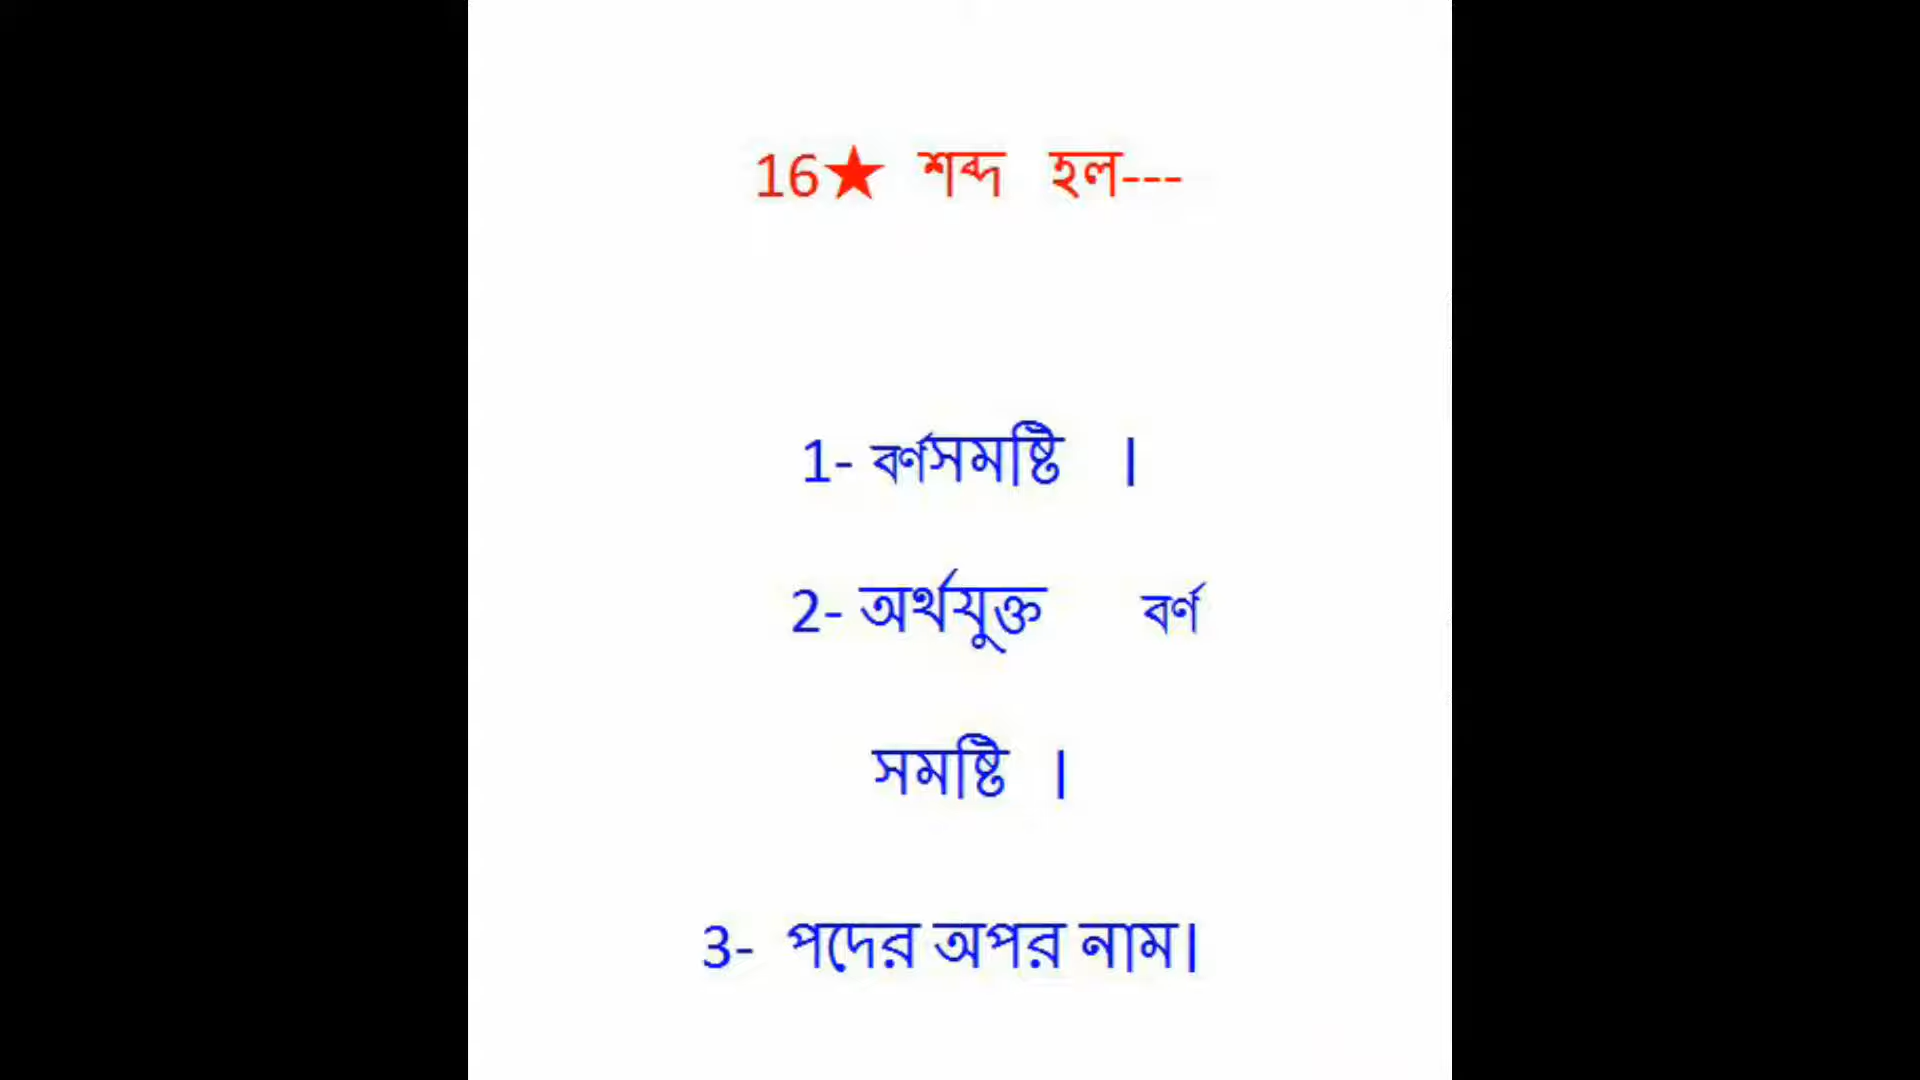 16★ শব্দ হল---
1- বর্ণসমষ্টি ।
2- অর্থযুক্ত বর্ণ
সমষ্টি ।
3- পদের অপর নাম।